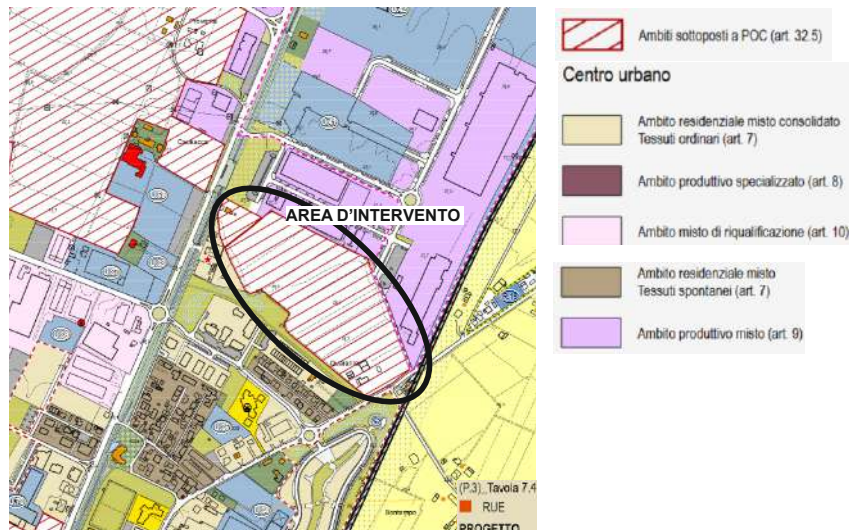 AREA D'INTERVENTO
(P.3)_Tavola 7.4
RUE
PROGETTO
Ambiti sottoposti a POC (art. 32.5)
Centro urbano
Ambito residenziale misto consolidato
Tessuti ordinari (art. 7)
Ambito produttivo specializzato (art. 8)
Ambito misto di riqualificazione (art. 10)
Ambito residenziale misto
Tessuti spontanei (art. 7)
Ambito produttivo misto (art. 9)